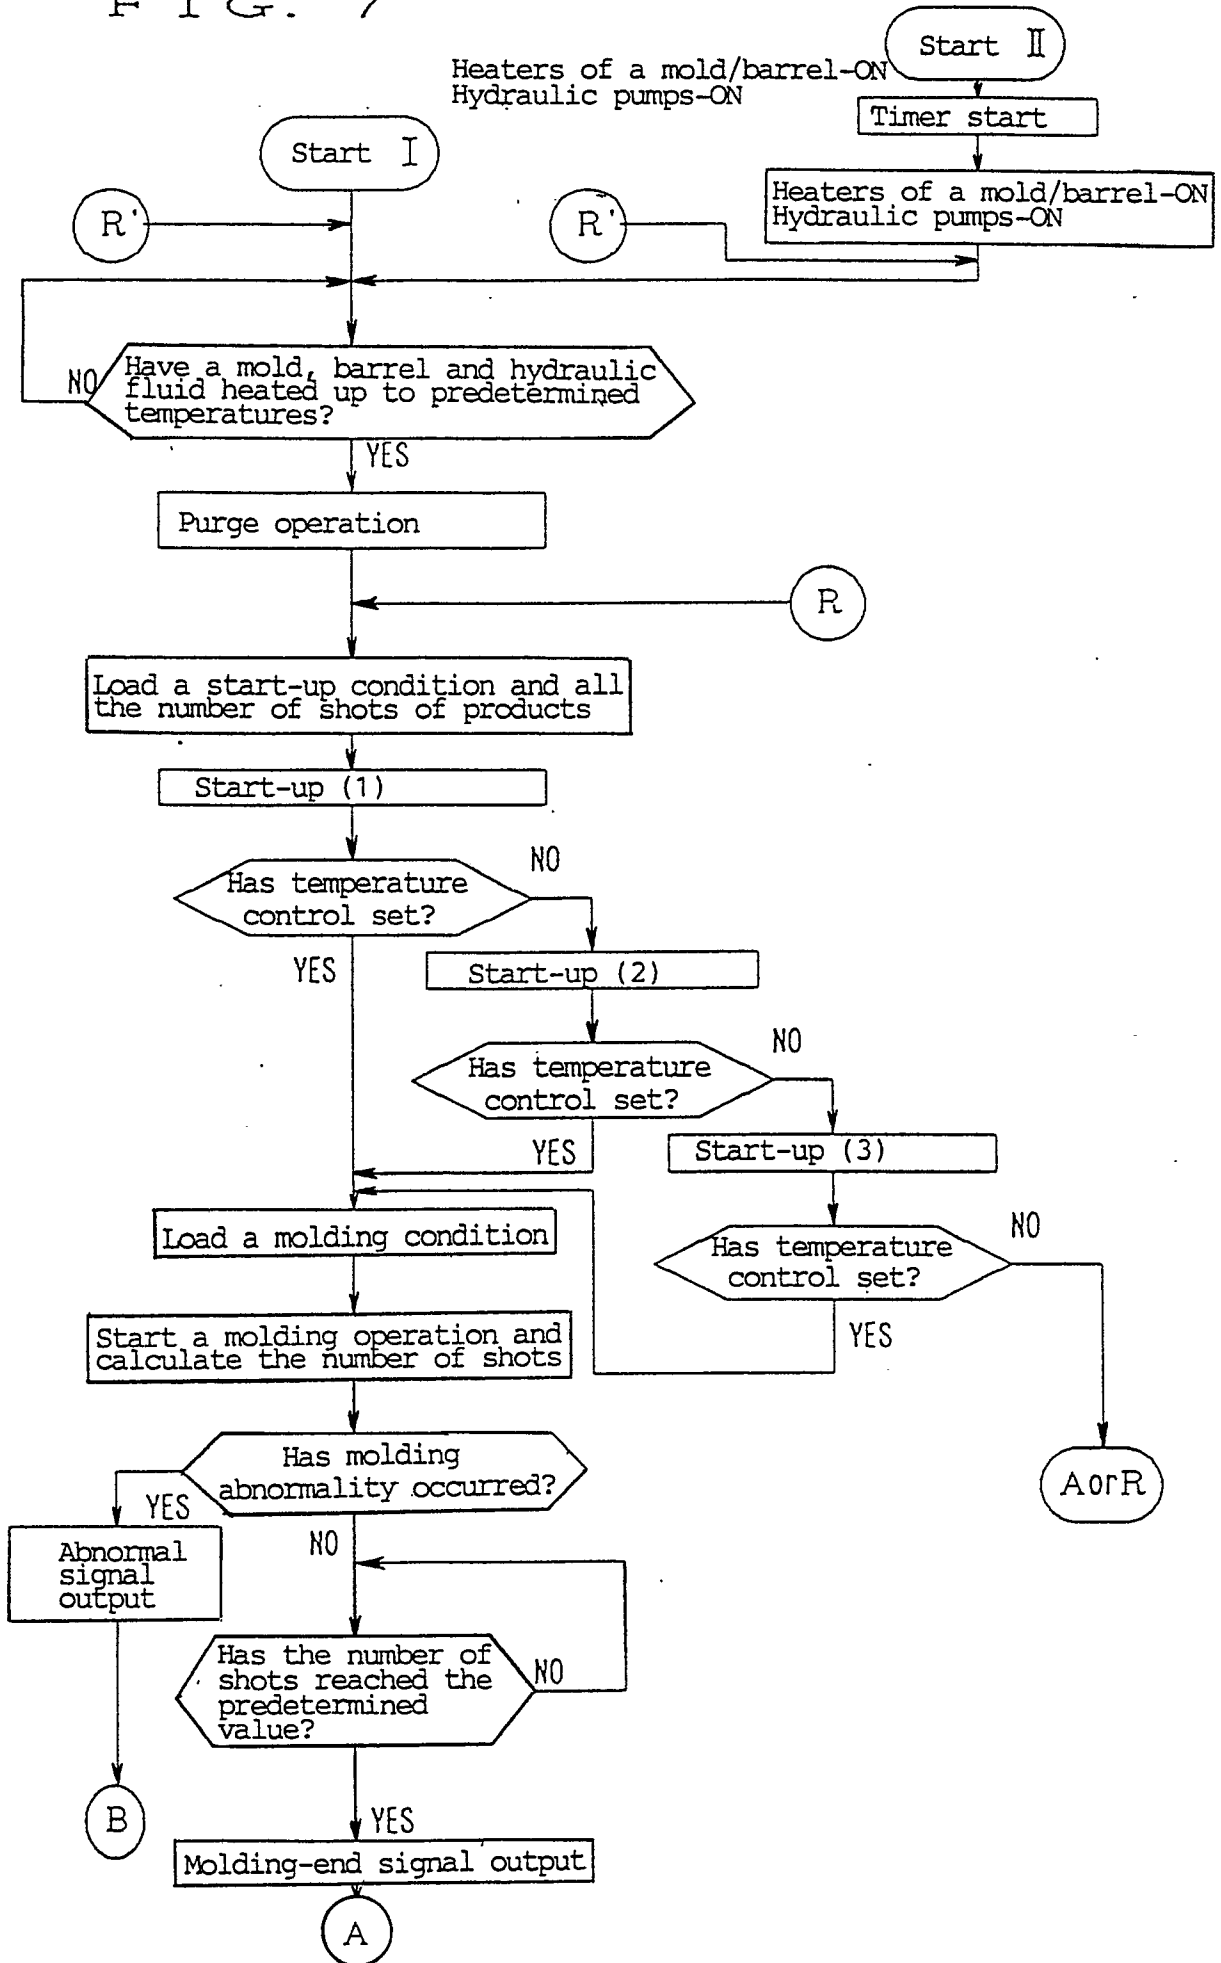 FIG. 7
Start II
Heaters of a mold/barrel-ON
Hydraulic pumps-ON
Timer start
Start I
Heaters of a mold/barrel-ON
Hydraulic pumps-ON
R'
R'
Have a mold, barrel and hydraulic
fluid heated up to predetermined
temperatures?
NO
YES
Purge operation
R
Load a start-up condition and all
the number of shots of products
Start-up (1)
NO
Has temperature
control set?
YES
Start-up (2)
NO
Has temperature
control set?
YES
Start-up (3)
NO
Load a molding condition
Has temperature
control set?
YES
Start a molding operation and
calculate the number of shots
Has molding
abnormality occurred?
AorR
YES
NO
Abnormal
signal
output
Has the number of
shots reached the
predetermined
value?
NO
B
YES
Molding-end signal output
A